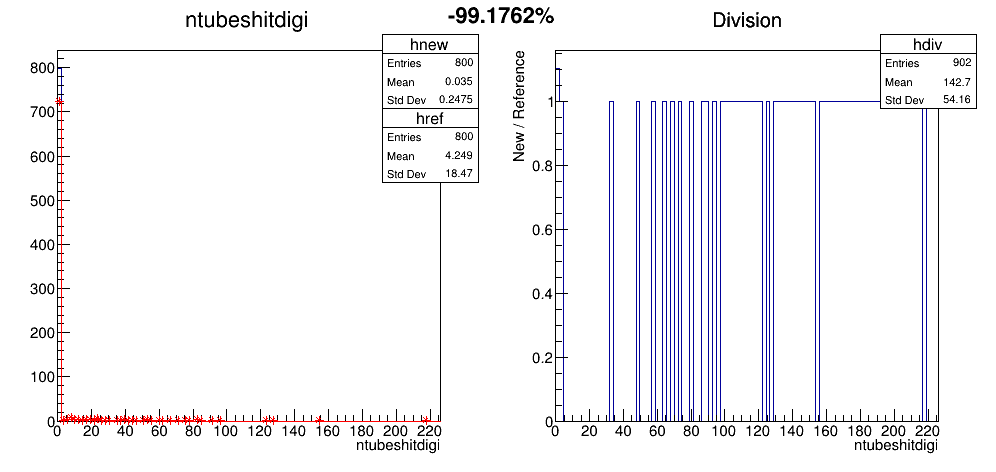 -99.1762%
ntubeshitdigi
hnew
Entries 800
Mean 0.035
Std Dev 0.2475
href
Entries 800
Mean 4.249
Std Dev 18.47
800
700
600
500
400
300
200
100
0
0 20 40 60 80 100 120 140 160 180 200 220
ntubeshitdigi
Division
hdiv
Entries 902
Mean 142.7
Std Dev 54.16
New / Reference
1
0.8
0.6
0.4
0.2
0
0 20 40 60 80 100 120 140 160 180 200 220
ntubeshitdigi